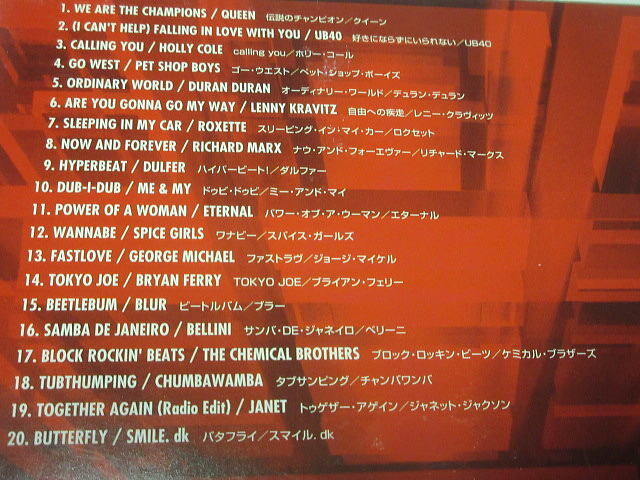 1. WE ARE THE CHAMPIONS / QUEEN 伝説のチャンピオン／クイーン
2. (I CAN'T HELP) FALLING IN LOVE WITH YOU / UB40 好きにならずにいられない／UB40
3. CALLING YOU / HOLLY COLE calling you／ホリー・コール
4. GO WEST / PET SHOP BOYS ゴー・ウエスト／ペット・ショップ・ボーイズ
5. ORDINARY WORLD / DURAN DURAN オーディナリー・ワールド／デュラン・デュラン
6. ARE YOU GONNA GO MY WAY / LENNY KRAVITZ 自由への疾走／レニー・クラヴィッツ
7. SLEEPING IN MY CAR / ROXETTE スリーピング・イン・マイ・カー／ロクセット
8. NOW AND FOREVER / RICHARD MARX ナウ・アンド・フォーエヴァー／リチャード・マークス
9. HYPERBEAT / DULFER ハイパービート!／ダルファー
10. DUB-I-DUB / ME & MY ドゥビ・ドゥビ／ミー・アンド・マイ
11. POWER OF A WOMAN / ETERNAL パワー・オブ・ア・ウーマン／エターナル
12. WANNABE / SPICE GIRLS ワナビー／スパイス・ガールズ
13. FASTLOVE / GEORGE MICHAEL ファストラヴ／ジョージ・マイケル
14. TOKYO JOE / BRYAN FERRY TOKYO JOE／ブライアン・フェリー
15. BEETLEBUM / BLUR ビートルバム／ブラー
16. SAMBA DE JANEIRO / BELLINI サンバ・DE・ジャネイロ／ベリーニ
17. BLOCK ROCKIN' BEATS / THE CHEMICAL BROTHERS ブロック・ロッキン・ビーツ／ケミカル・ブラザーズ
18. TUBTHUMPING / CHUMBAWAMBA タブサンピング／チャンバワンバ
19. TOGETHER AGAIN (Radio Edit) / JANET トゥゲザー・アゲイン／ジャネット・ジャクソン
20. BUTTERFLY / SMILE. dk バタフライ／スマイル. dk